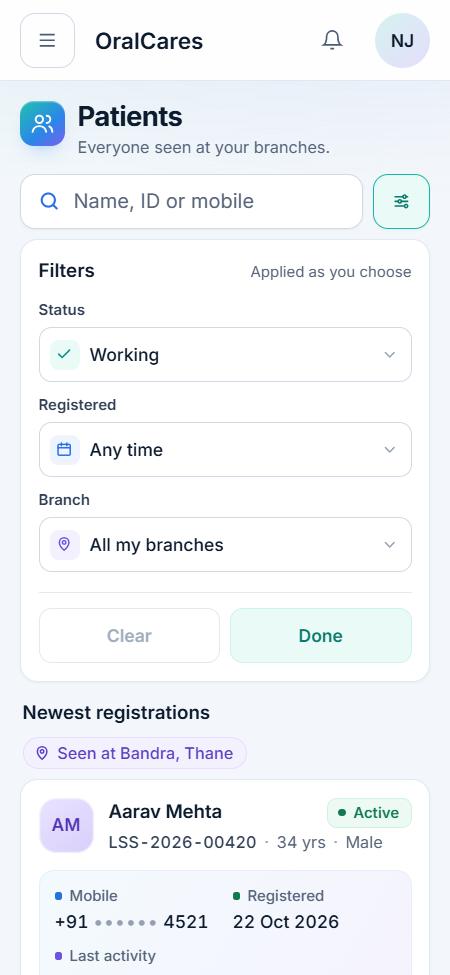 OralCares
NJ
Patients
Everyone seen at your branches.
Name, ID or mobile
Filters
Applied as you choose
Status
Working
Registered
Any time
Branch
All my branches
Clear
Done
Newest registrations
Seen at Bandra, Thane
AM
Aarav Mehta
Active
LSS-2026-00420 · 34 yrs · Male
Mobile
Registered
+91 •••••• 4521
22 Oct 2026
Last activity